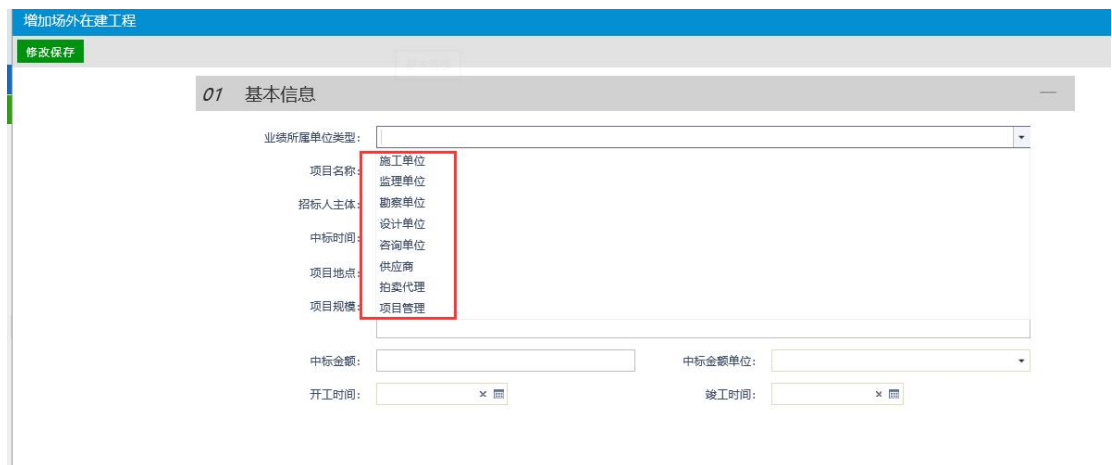 增加场外在建工程
修改保存
01 基本信息
业绩所属单位类型:
施工单位
项目名称:
监理单位
招标人主体:
勘察单位
设计单位
中标时间:
咨询单位
项目地点:
供应商
拍卖代理
项目规模:
项目管理
中标金额: 中标金额单位:
开工时间: 竣工时间: